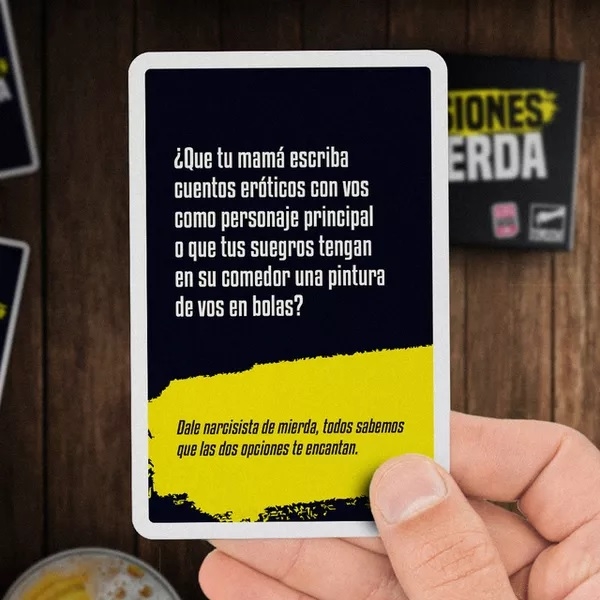 ¿Que tu mamá escriba
cuentos eróticos con vos
como personaje principal
o que tus suegros tengan
en su comedor una pintura
de vos en bolas?
Dale narcisista de mierda, todos sabemos
que las dos opciones te encantan.
SIONES
ERDA